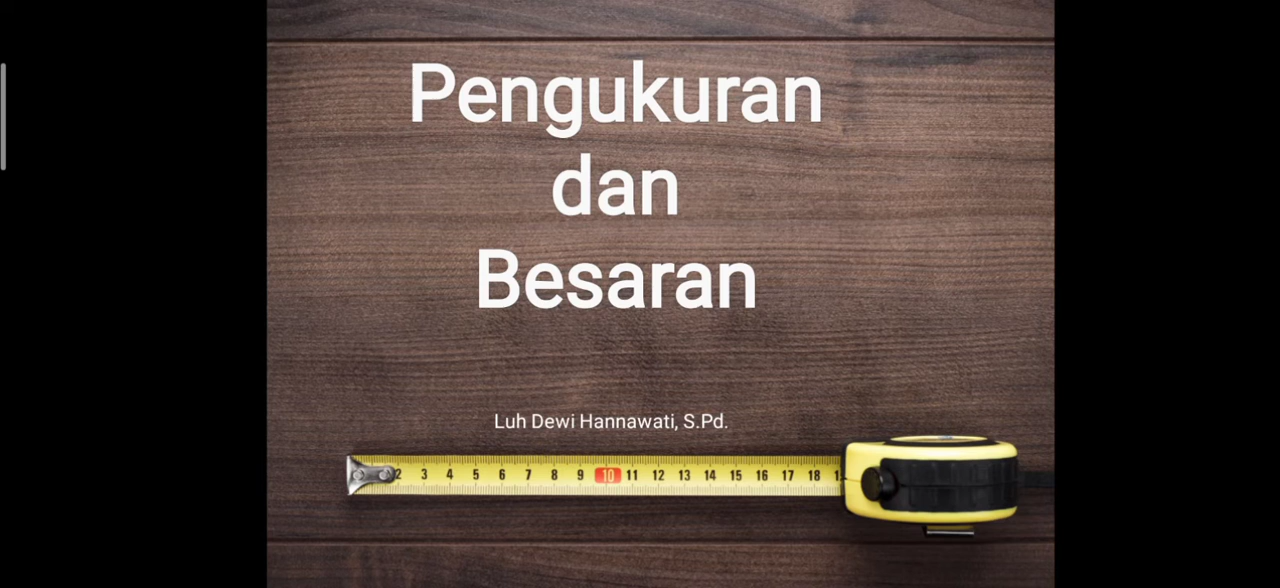 Pengukuran
dan
Besaran
Luh Dewi Hannawati, S.Pd.
2 3 4 5 6 7 8 9 10 11 12 13 14 15 16 17 18